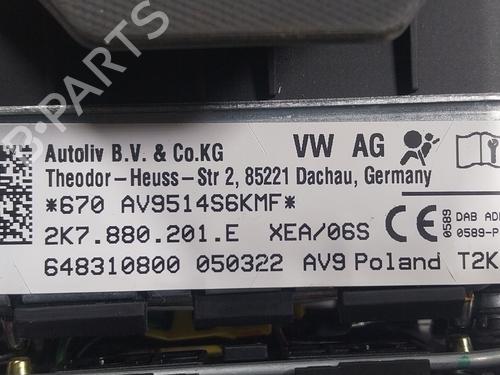 B-PARTS
Autoliv B.V. & Co.KG VW AG
Theodor-Heuss-Str 2, 85221 Dachau, Germany
*670 AV9514S6KMF*
2K7.880.201.E XEA/06S CE 0589 DAB AD
0589-P
648310800 050322 AV9 Poland T2K